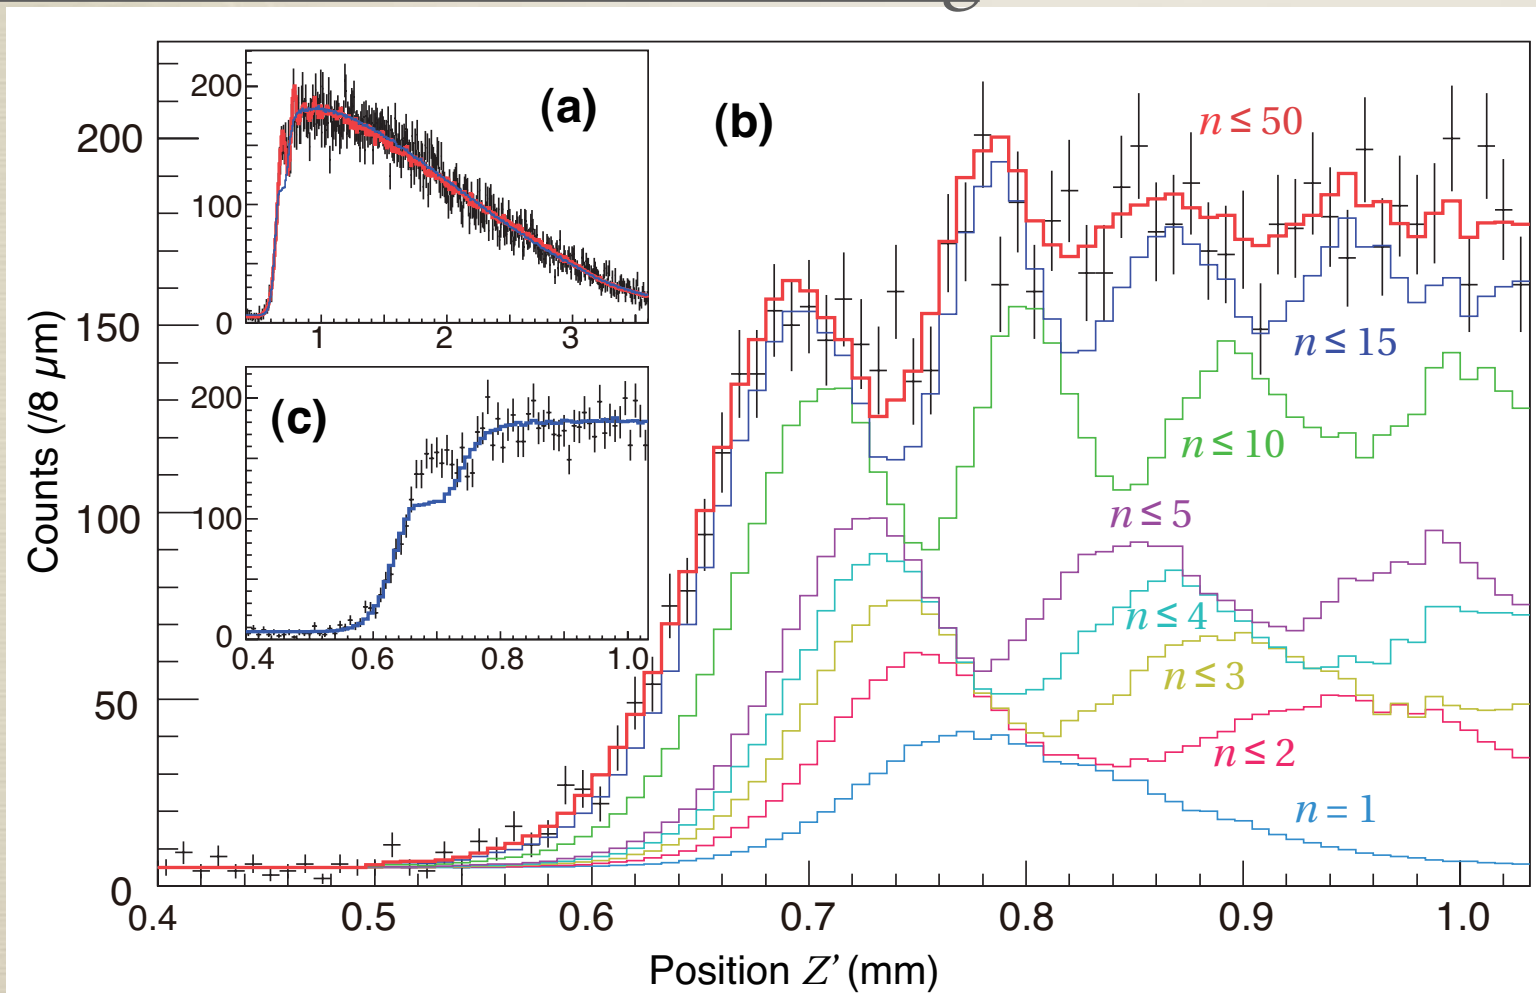 (a)
200
100
0
1
2
3
(b)
n ≤ 50
n ≤ 15
n ≤ 10
n ≤ 5
n ≤ 4
n ≤ 3
n ≤ 2
n = 1
(c)
200
100
0
0.4
0.6
0.8
1.0
Counts (/8 μm)
200
150
100
50
0
0.4
0.5
0.6
0.7
0.8
0.9
1.0
Position Z' (mm)